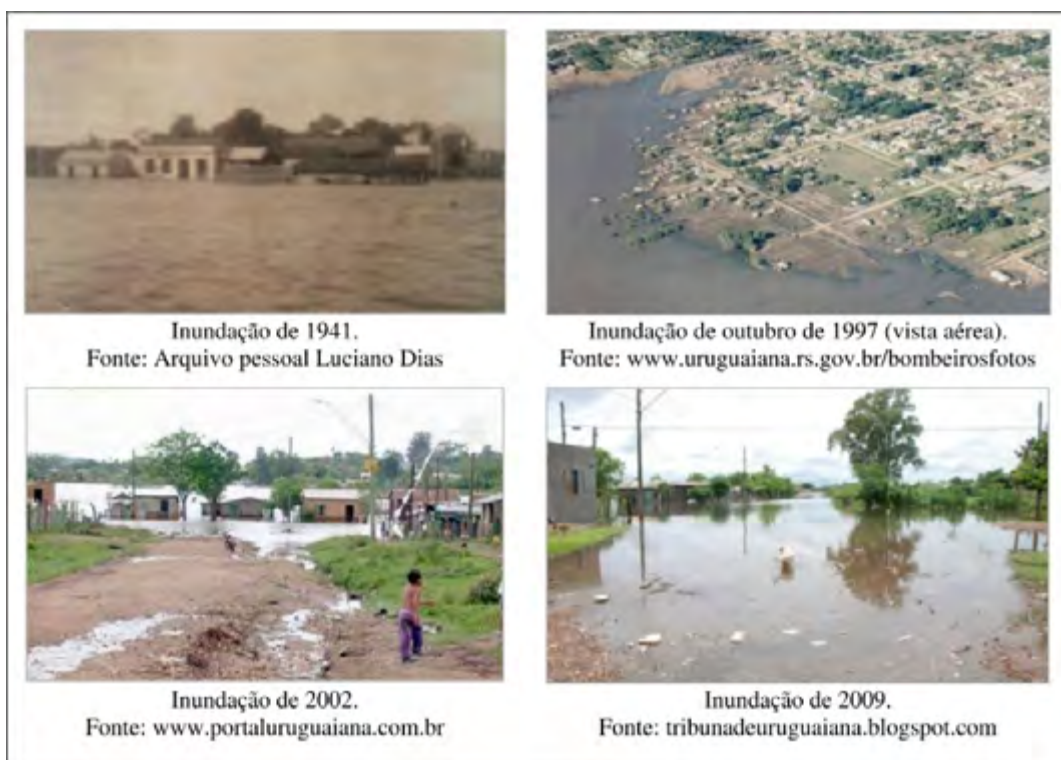 Inundação de 1941.
Fonte: Arquivo pessoal Luciano Dias
Inundação de outubro de 1997 (vista aérea).
Fonte: www.uruguaiana.rs.gov.br/bombeirosfotos
Inundação de 2002.
Fonte: www.portaluruguaiana.com.br
Inundação de 2009.
Fonte: tribunadeuruguaiana.blogspot.com